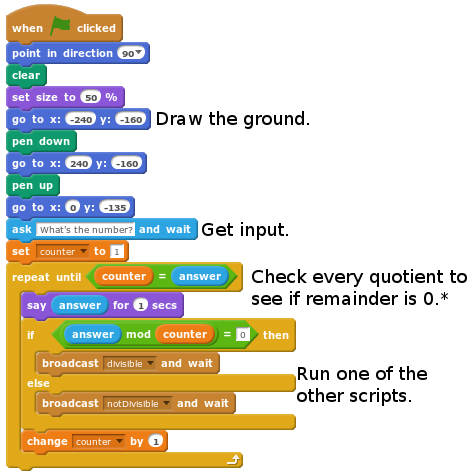 when clicked
point in direction 90
clear
set size to 50 %
go to x: -240 y: -160 Draw the ground.
pen down
go to x: 240 y: -160
pen up
go to x: 0 y: -135
ask What's the number? and wait Get input.
set counter to 1
repeat until counter = answer Check every quotient to
say answer for 1 secs see if remainder is 0.*
if answer mod counter = 0 then
broadcast divisible and wait
else Run one of the
broadcast notDivisible and wait other scripts.
change counter by 1